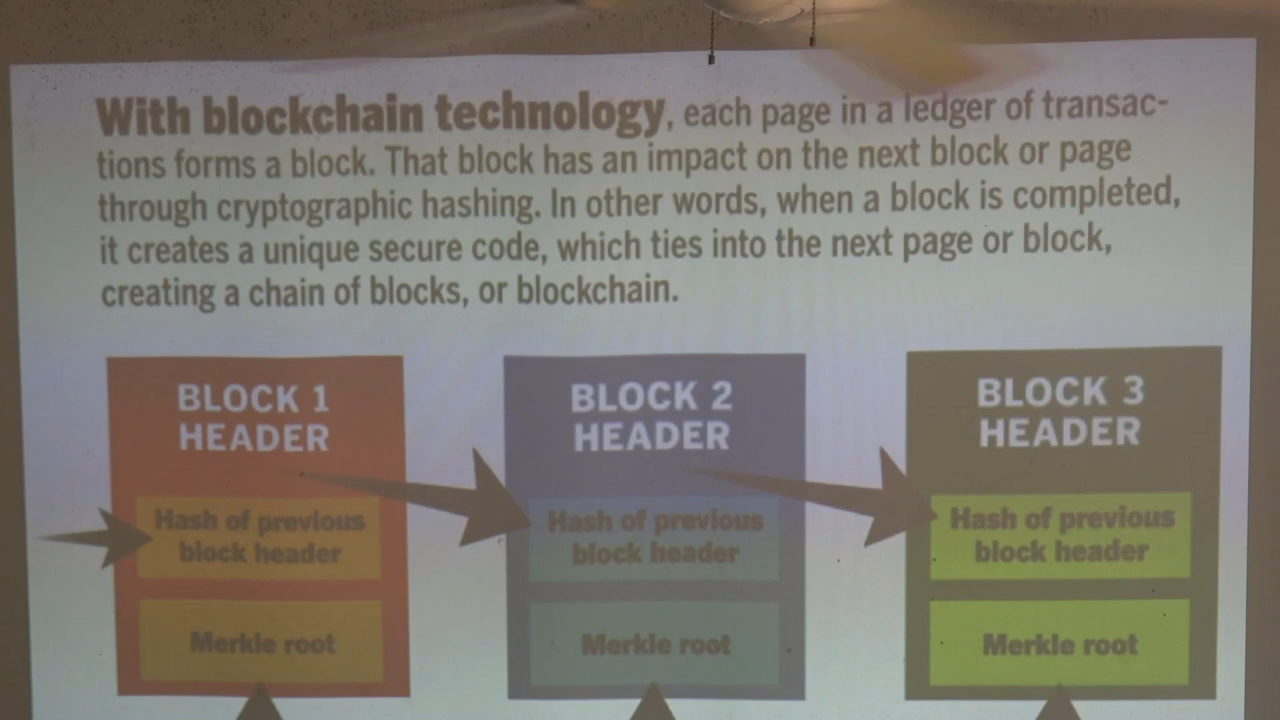 With blockchain technology, each page in a ledger of transac-
tions forms a block. That block has an impact on the next block or page
through cryptographic hashing. In other words, when a block is completed,
it creates a unique secure code, which ties into the next page or block,
creating a chain of blocks, or blockchain.
BLOCK 1
HEADER
Hash of previous
block header
Merkle root
BLOCK 2
HEADER
Hash of previous
block header
Merkle root
BLOCK 3
HEADER
Hash of previous
block header
Merkle root